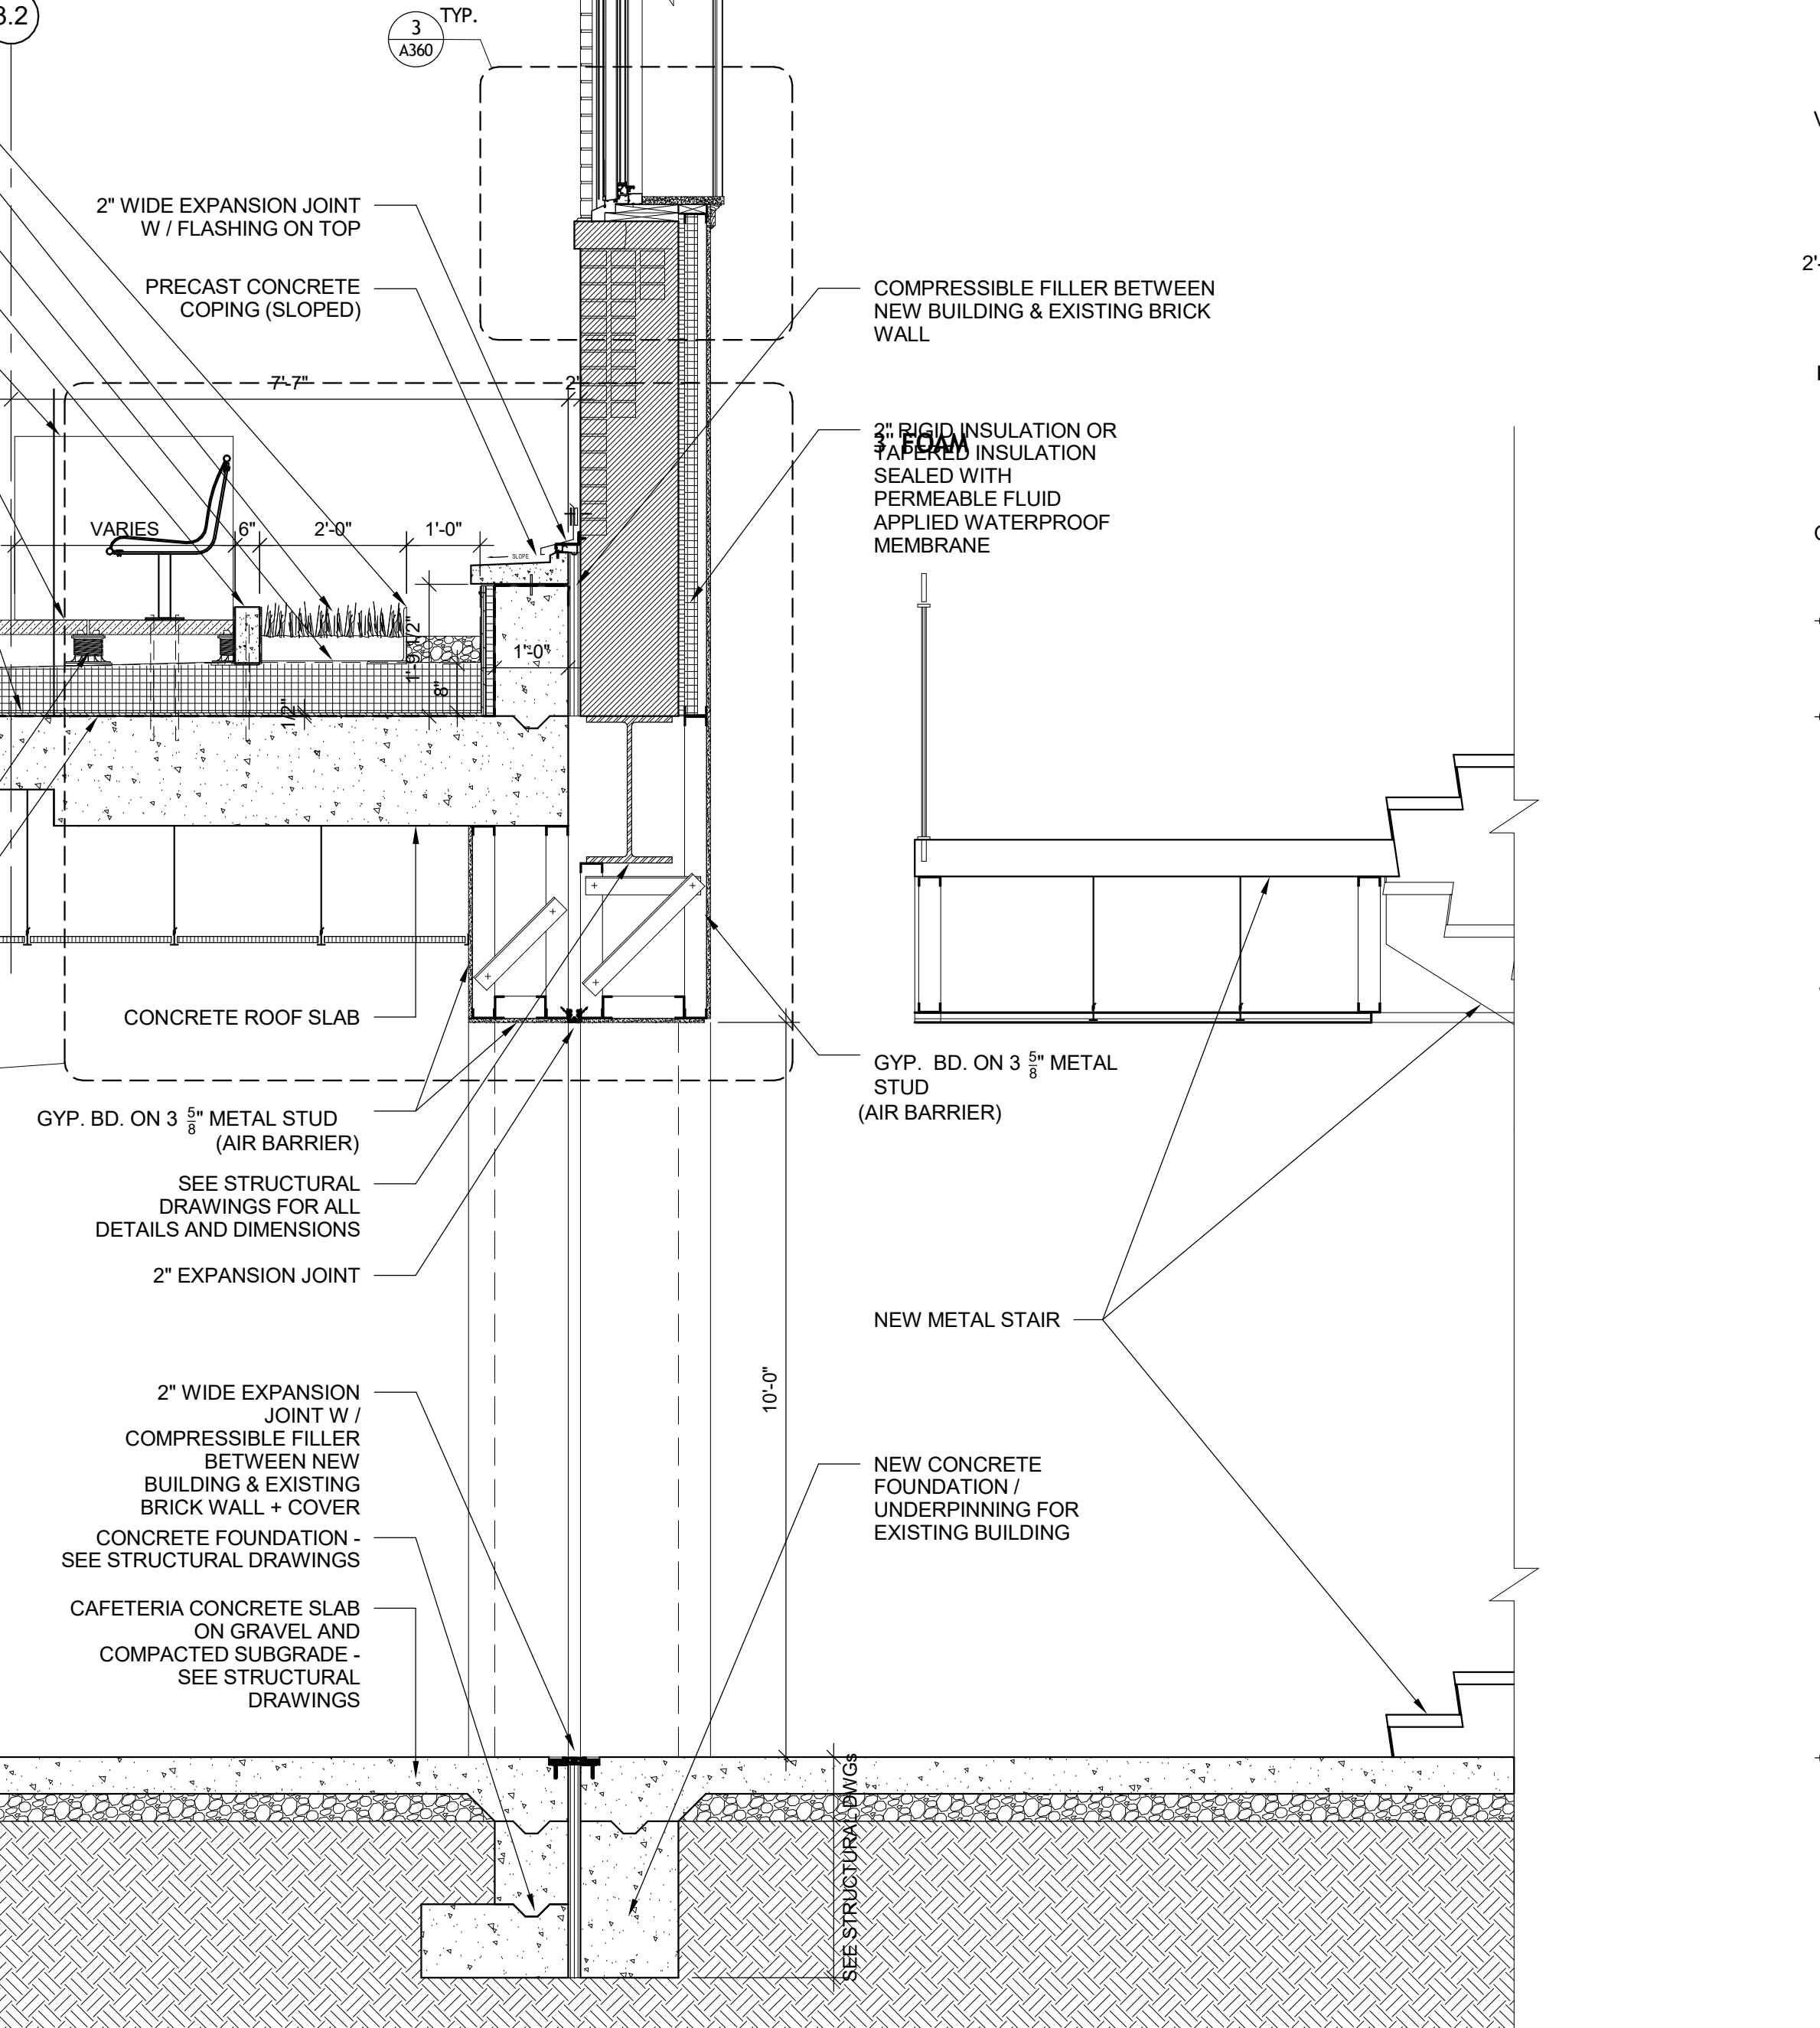 3.2
3
A360
TYP.
2" WIDE EXPANSION JOINT
W / FLASHING ON TOP
PRECAST CONCRETE
COPING (SLOPED)
COMPRESSIBLE FILLER BETWEEN
NEW BUILDING & EXISTING BRICK
WALL
7'-7"
2"
2" RIGID INSULATION OR
3" FOAM
TAPERED INSULATION
SEALED WITH
PERMEABLE FLUID
APPLIED WATERPROOF
MEMBRANE
VARIES
6"
2'-0"
1'-0"
SLOPE
1'-9 1/2"
1'-0"
8"
1/2"
CONCRETE ROOF SLAB
GYP. BD. ON 3 5/8" METAL STUD
(AIR BARRIER)
GYP. BD. ON 3 5/8" METAL
STUD
(AIR BARRIER)
SEE STRUCTURAL
DRAWINGS FOR ALL
DETAILS AND DIMENSIONS
2" EXPANSION JOINT
NEW METAL STAIR
10'-0"
2" WIDE EXPANSION
JOINT W /
COMPRESSIBLE FILLER
BETWEEN NEW
BUILDING & EXISTING
BRICK WALL + COVER
NEW CONCRETE
FOUNDATION /
UNDERPINNING FOR
EXISTING BUILDING
CONCRETE FOUNDATION -
SEE STRUCTURAL DRAWINGS
CAFETERIA CONCRETE SLAB
ON GRAVEL AND
COMPACTED SUBGRADE -
SEE STRUCTURAL
DRAWINGS
SEE STRUCTURAL DWGs
2'-